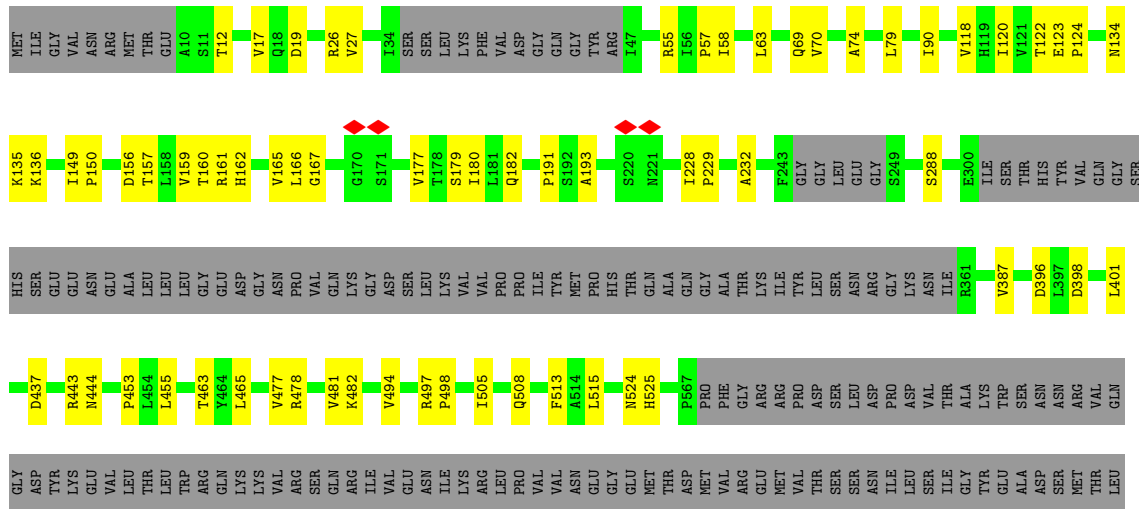 MET ILE GLY VAL ASN ARG MET THR GLU A10 S11 T12 V17 Q18 D19 R26 V27 I34 SER SER LEU LYS PHE VAL ASP GLY GLN GLY TYR ARG I47 R55 I56 P57 I58 L63 Q69 V70 A74 L79 I90 V118 H119 I120 V121 T122 E123 P124 N134
K135 K136 I149 P150 D156 T157 L158 V159 T160 R161 H162 V165 L166 G167 G170 S171 V177 T178 S179 I180 L181 Q182 P191 S192 A193 S220 N221 I228 P229 A232 F243 GLY GLY LEU GLU GLY S249 S288 E300 ILE SER THR HIS TYR VAL GLN GLY SER
HIS SER GLU GLU ASN GLU ALA LEU LEU LEU GLY GLU ASP GLY ASN PRO VAL GLN LYS GLY ASP SER LEU LYS VAL VAL PRO PRO ILE TYR MET PRO HIS THR GLN ALA GLN GLY ALA THR LYS ILE TYR LEU SER ASN ARG GLY LYS ASN ILE R361 V387 D396 L397 D398 L401
D437 R443 N444 P453 L454 L455 T463 Y464 L465 V477 R478 V481 K482 V494 R497 P498 I505 Q508 F513 A514 L515 N524 H525 P567 PRO PHE GLY ARG ARG PRO ASP SER LEU ASP PRO ASP VAL THR ALA LYS TRP SER ASN ASN ARG VAL GLN
GLY ASP TYR LYS GLU VAL LEU THR LEU TRP ARG GLN LYS LYS VAL ARG SER GLN ARG ILE VAL GLU ASN ILE LYS ARG LEU PRO VAL VAL ASN GLU GLY GLU MET THR ASP MET VAL ARG GLU MET VAL THR SER SER ASN ILE LEU SER ILE GLY TYR GLU ALA ASP SER MET THR LEU